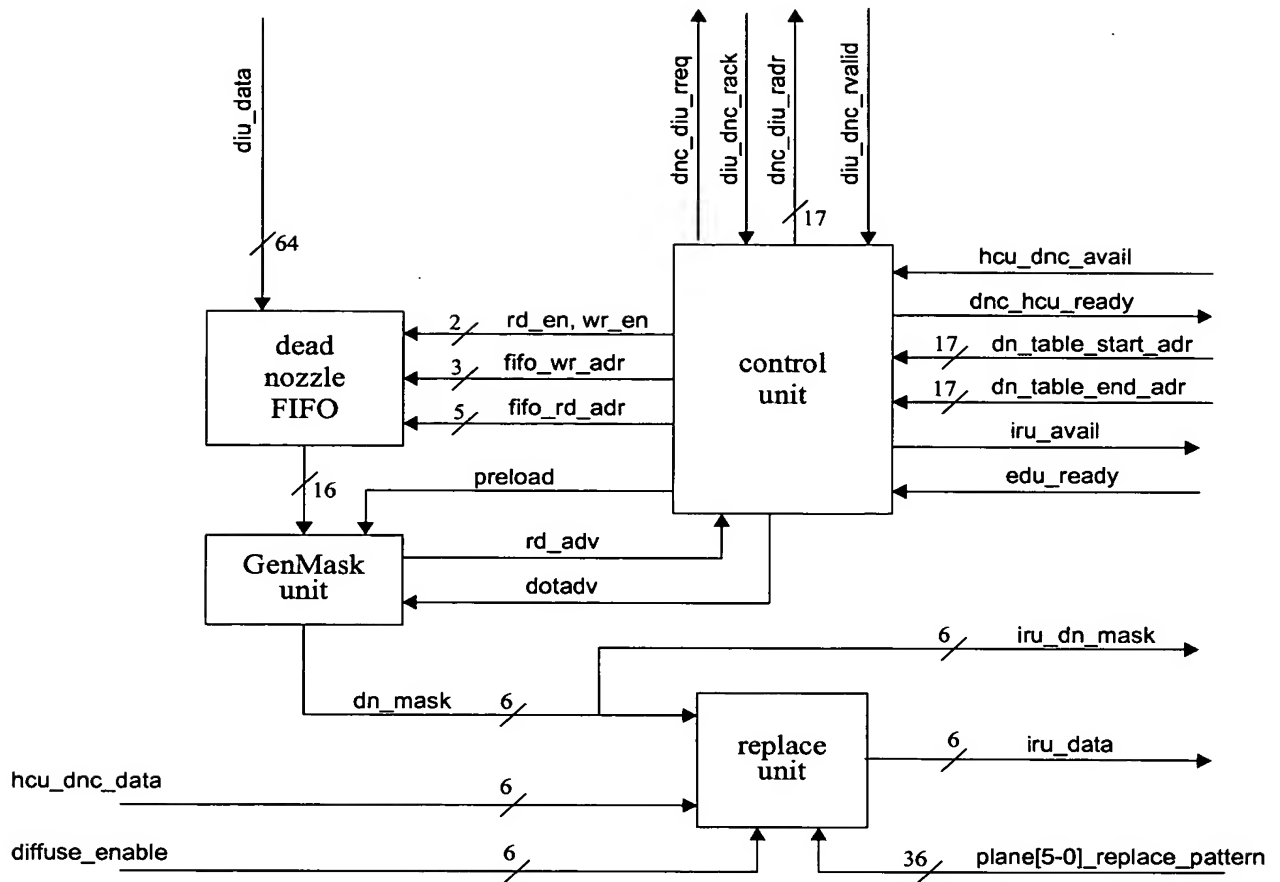 diu_data
dnc_diu_rreq
diu_dnc_rack
dnc_diu_radr
diu_dnc_rvalid
64
17
hcu_dnc_avail
dnc_hcu_ready
17 dn_table_start_adr
17 dn_table_end_adr
iru_avail
edu_ready
dead
nozzle
FIFO
2 rd_en, wr_en
3 fifo_wr_adr
5 fifo_rd_adr
control
unit
16
preload
GenMask
unit
rd_adv
dotadv
6 iru_dn_mask
dn_mask 6
replace
unit
6 iru_data
hcu_dnc_data 6
diffuse_enable 6
36 plane[5-0]_replace_pattern